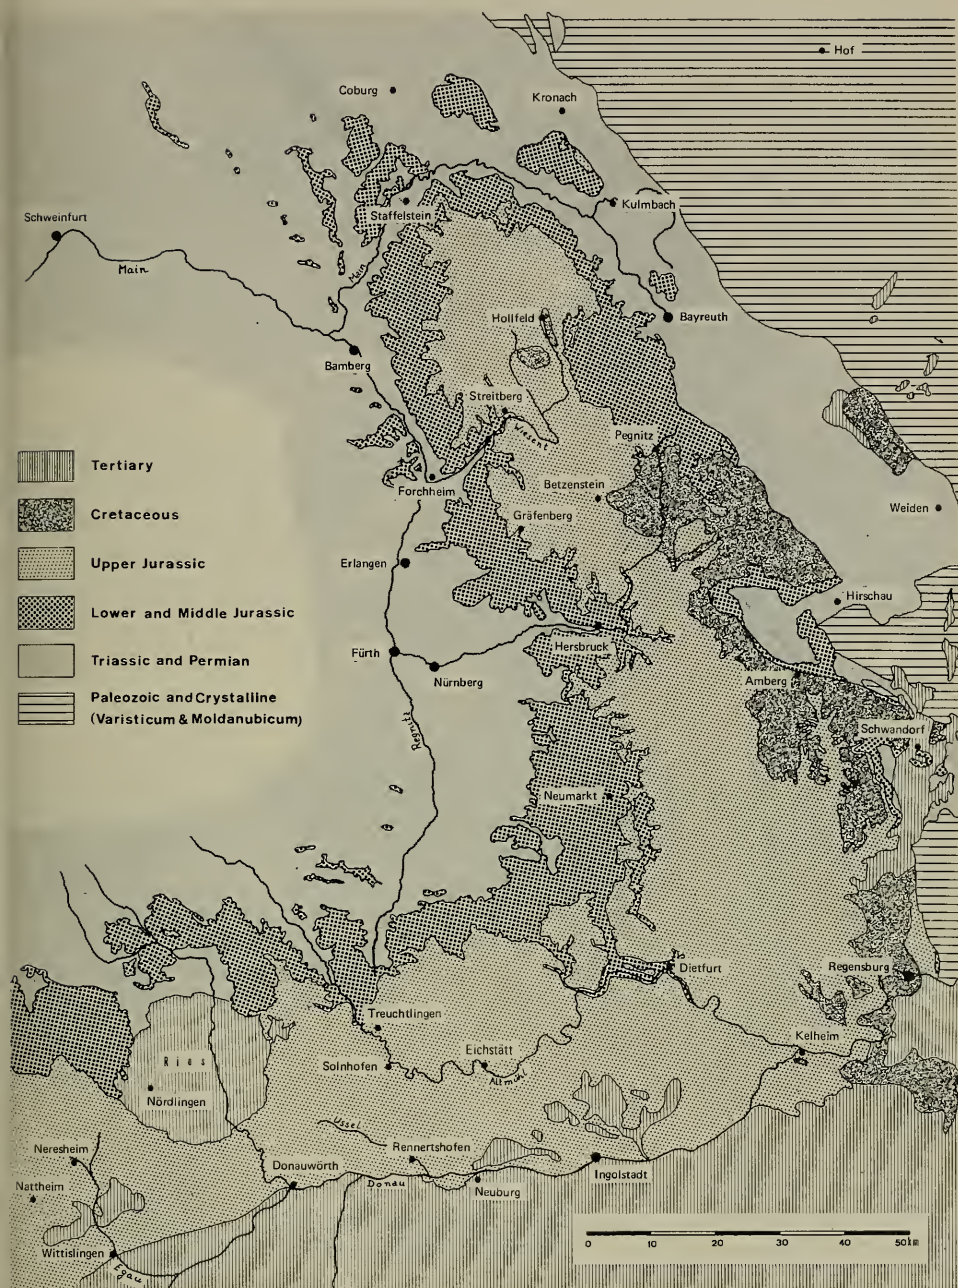 Hof
Coburg
Kronach
Staffelstein
Kulmbach
Schweinfurt
Main
Main
Bayreuth
Hollfeld
Bamberg
Streitberg
Wiesent
Pegnitz
Tertiary
Forchheim
Betzenstein
Cretaceous
Weiden
Gräfenberg
Upper Jurassic
Erlangen
Hirschau
Lower and Middle Jurassic
Fürth
Hersbruck
Triassic and Permian
Nürnberg
Amberg
Paleozoic and Crystalline
(Varisticum & Moldanubicum)
Regnitz
Schwandorf
Neumarkt
Dietfurt
Regensburg
Treuchtlingen
Kelheim
Ries
Solnhofen
Eichstätt
Altmühl
Nördlingen
Ussel
Neresheim
Rennertshofen
Donauwörth
Ingolstadt
Nattheim
Donau
Neuburg
Wittislingen
Egau
0 10 20 30 40 50km